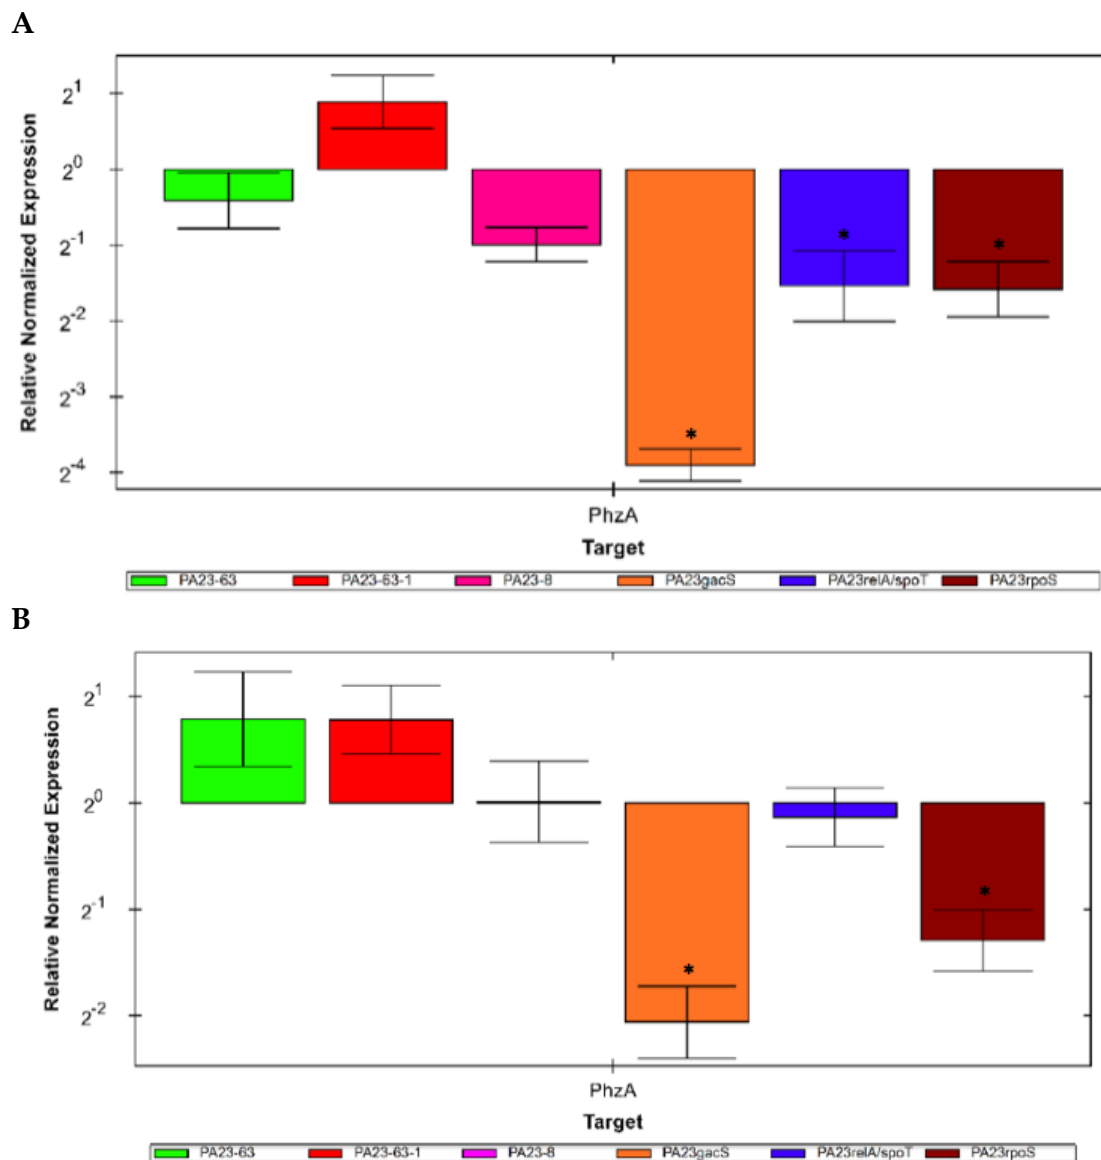 A
Relative Normalized Expression
2^1
2^0
2^-1
2^-2
2^-3
2^-4
*
*
*
PhzA
Target
PA23-63 PA23-63-1 PA23-8 PA23gacS PA23relA/spoT PA23rpoS
B
Relative Normalized Expression
2^1
2^0
2^-1
2^-2
*
*
PhzA
Target
PA23-63 PA23-63-1 PA23-8 PA23gacS PA23relA/spoT PA23rpoS